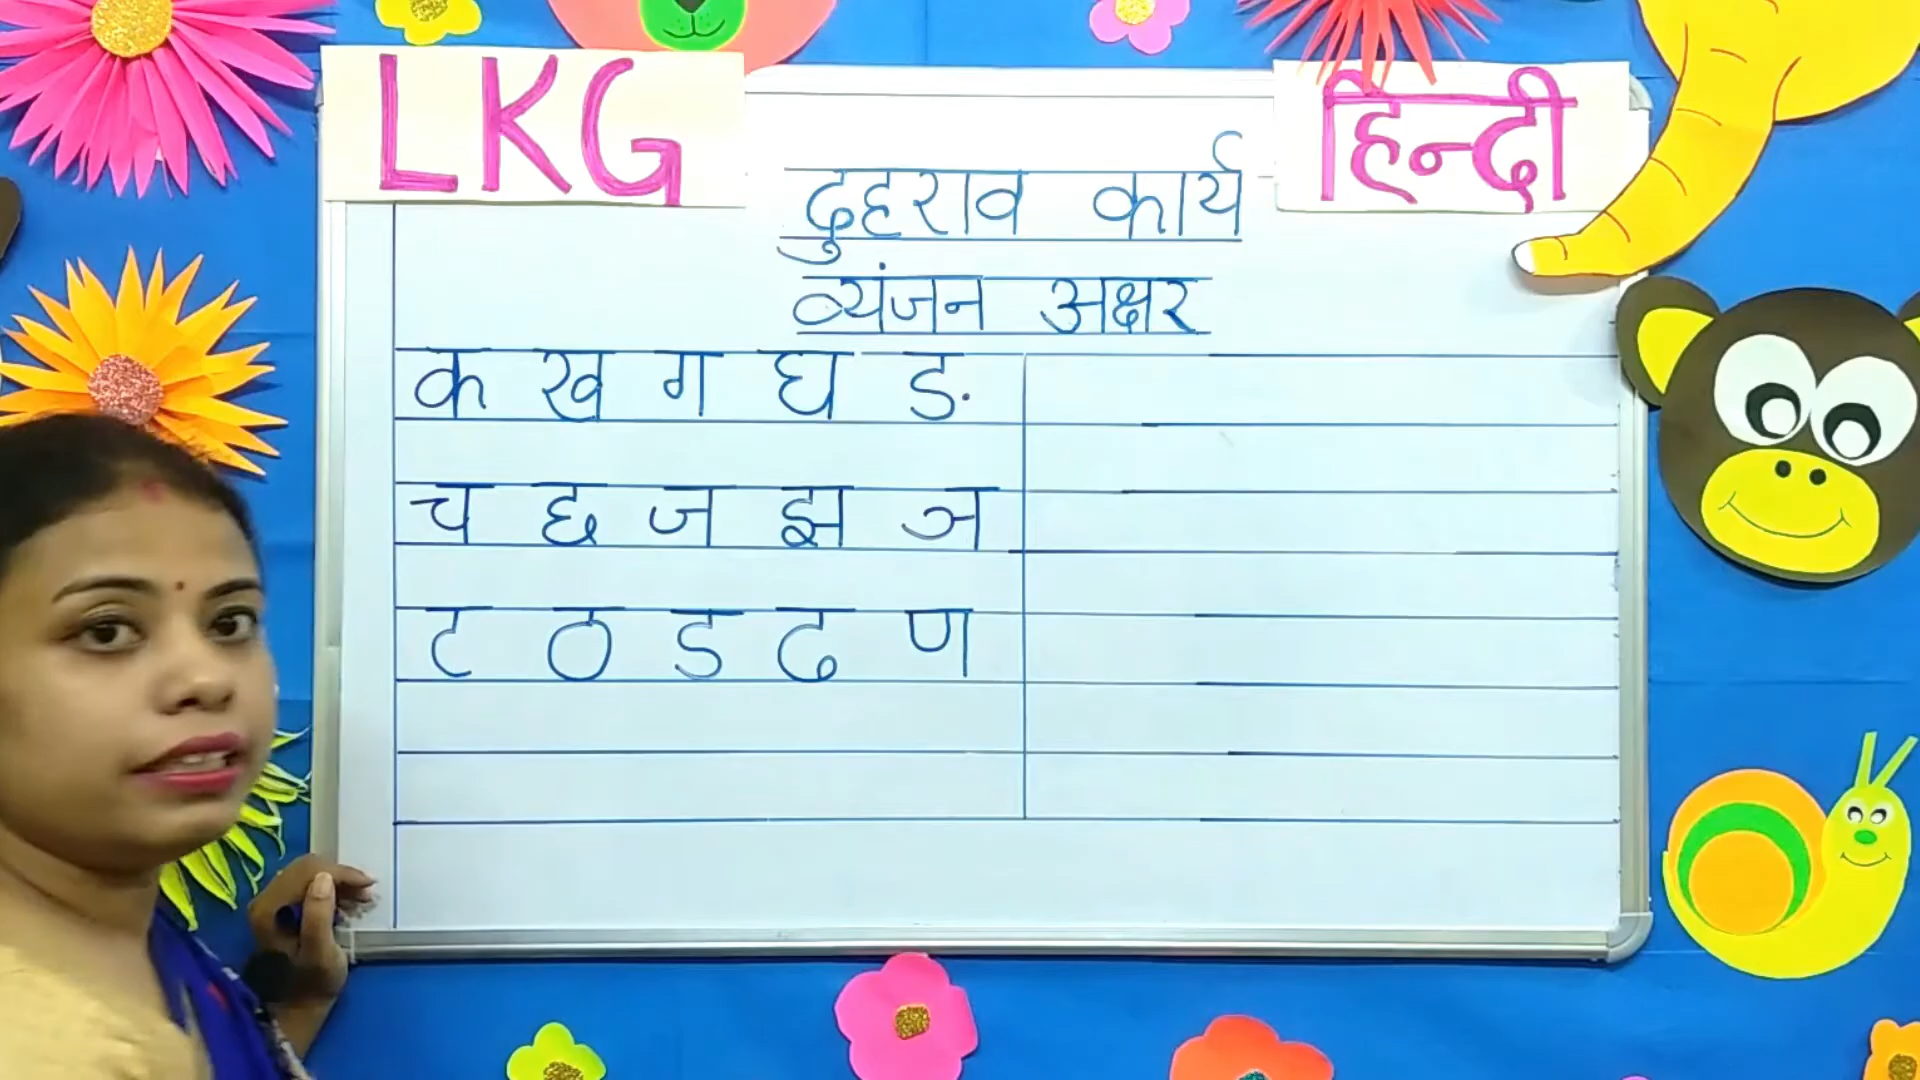 LKG
हिन्दी
दुहराव कार्य
व्यंजन अक्षर
क ख ग घ ङ
च छ ज झ ञ
ट ठ ड ढ ण